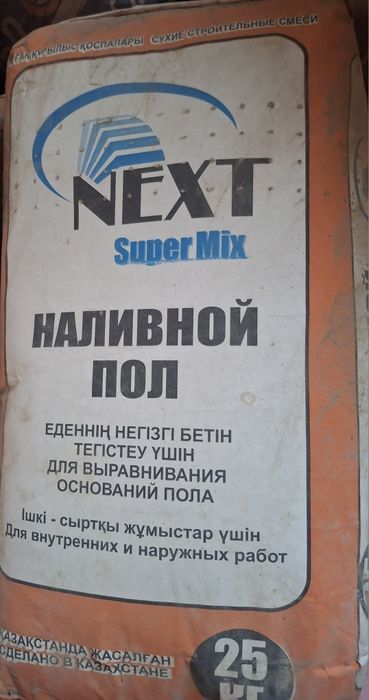 ҚҰРЫЛЫС ҚОСПАЛАРЫ СУХИЕ СТРОИТЕЛЬНЫЕ СМЕСИ
NEXT
Super Mix
НАЛИВНОЙ
ПОЛ
ЕДЕННІҢ НЕГІЗГІ БЕТІН
ТЕГІСТЕУ ҮШІН
ДЛЯ ВЫРАВНИВАНИЯ
ОСНОВАНИЙ ПОЛА
Ішкі - сыртқы жұмыстар үшін
Для внутренних и наружных работ
ҚАЗАҚСТАНДА ЖАСАЛҒАН
СДЕЛАНО В КАЗАХСТАНЕ
25
КГ